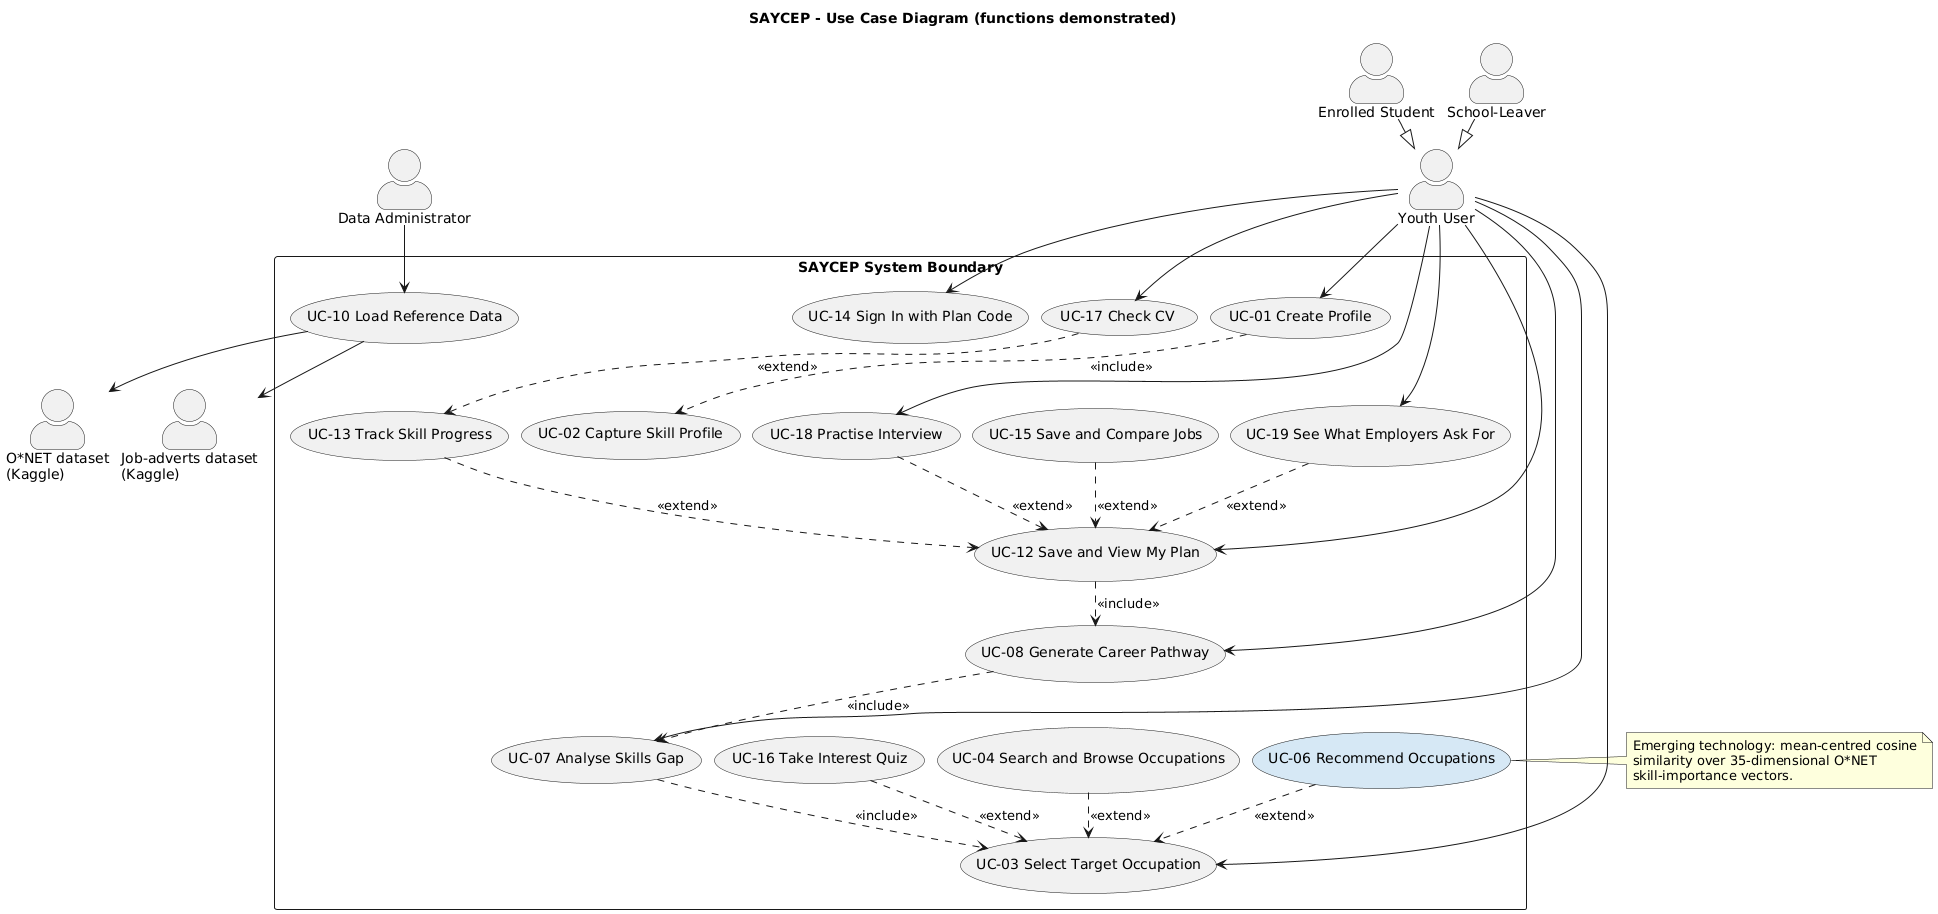 SAYCEP - Use Case Diagram (functions demonstrated)
Enrolled Student
School-Leaver
Data Administrator
Youth User
SAYCEP System Boundary
UC-10 Load Reference Data
UC-14 Sign In with Plan Code
UC-17 Check CV
UC-01 Create Profile
«extend»
«include»
O*NET dataset
(Kaggle)
Job-adverts dataset
(Kaggle)
UC-13 Track Skill Progress
UC-02 Capture Skill Profile
UC-18 Practise Interview
UC-15 Save and Compare Jobs
UC-19 See What Employers Ask For
«extend»
«extend»
«extend»
«extend»
UC-12 Save and View My Plan
«include»
UC-08 Generate Career Pathway
«include»
UC-07 Analyse Skills Gap
UC-16 Take Interest Quiz
UC-04 Search and Browse Occupations
UC-06 Recommend Occupations
Emerging technology: mean-centred cosine
similarity over 35-dimensional O*NET
skill-importance vectors.
«include»
«extend»
«extend»
«extend»
UC-03 Select Target Occupation